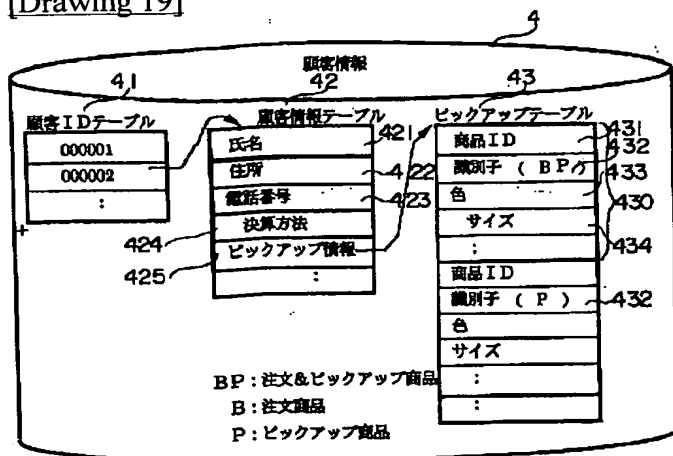 [Drawing 19]
4
顧客情報
41
顧客IDテーブル
000001
000002
:
42
顧客情報テーブル
氏名
421
住所
422
電話番号
423
決算方法
424
ピックアップ情報
425
:
43
ピックアップテーブル
商品ID
431
識別子 ( BP )
432
色
433
サイズ
434
:
430
商品ID
識別子 ( P )
432
色
サイズ
:
:
BP:注文&ピックアップ商品
B:注文商品
P:ピックアップ商品